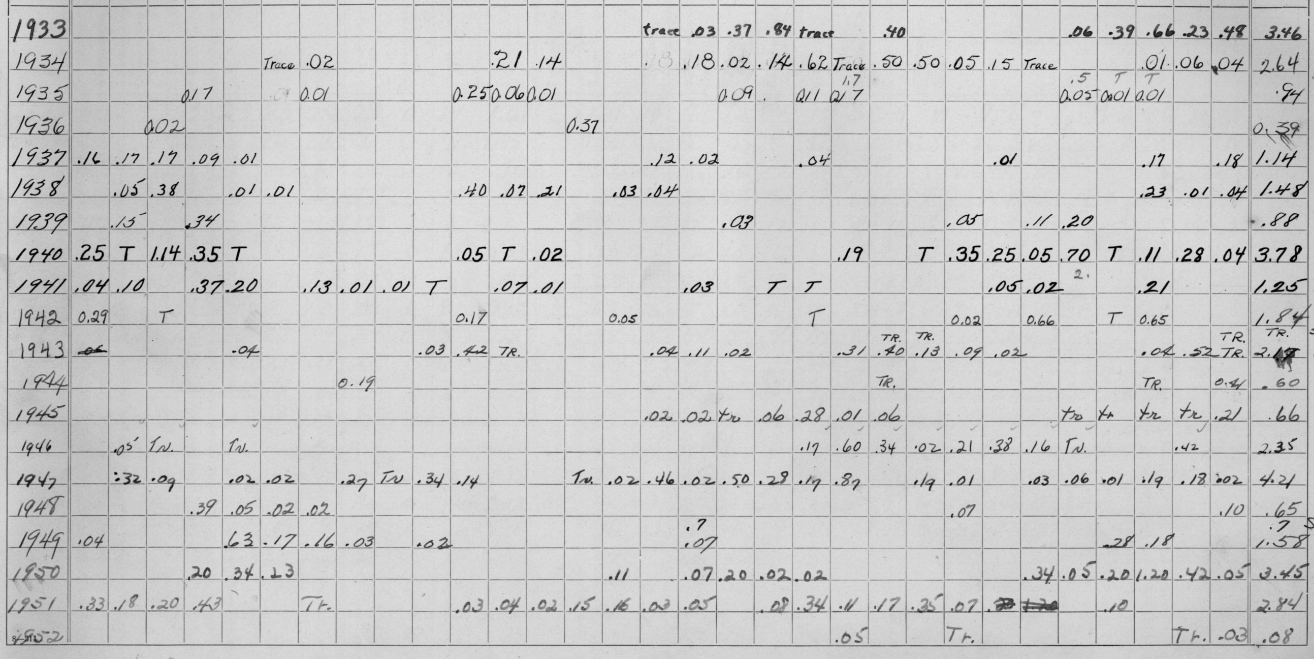 1933 trace .03 .37 .84 trace .40 .06 .39 .66 .23 .48 3.46
1934 Trace .02 .21 .14 .18 .02 .14 .62 Trace .50 .50 .05 .15 Trace .01 .06 .04 2.64
1.7 .5 T T
1935 0.17 0.01 0.25 0.06 0.01 0.09 0.11 0.17 0.05 0.01 0.01 .94
1936 0.02 0.37 0.39
1937 .16 .17 .17 .09 .01 .12 .02 .04 .01 .17 .18 1.14
1938 .05 .38 .01 .01 .40 .07 .21 .03 .04 .23 .01 .04 1.48
1939 .15 .34 .03 .05 .11 .20 .88
1940 .25 T 1.14 .35 T .05 T .02 .19 T .35 .25 .05 .70 T .11 .28 .04 3.78
2.
1941 .04 .10 .37 .20 .13 .01 .01 T .07 .01 .03 T T .05 .02 .21 1.25
1942 0.29 T 0.17 0.05 T 0.02 0.66 T 0.65 1.84
TR. TR. TR. TR. S
1943 .04 .03 .42 TR. .04 .11 .02 .31 .40 .13 .09 .02 .04 .52 TR.
1944 0.19 TR. TR. 0.41 .60
1945 .02 .02 tr .06 .28 .01 .06 tr tr tr tr .21 .66
1946 .05 Tr. Tr. .17 .60 .34 .02 .21 .38 .16 Tr. .42 2.35
1947 .32 .09 .02 .02 .27 Tr .34 .14 Tr. .02 .46 .02 .50 .28 .19 .87 .19 .01 .03 .06 .01 .19 .18 .02 4.21
1948 .39 .05 .02 .02 .07 .10 .65
.7 .7 S
1949 .04 .63 .17 .16 .03 .02 .07 .28 .18 1.58
1950 .20 .34 .23 .11 .07 .20 .02 .02 .34 .05 .20 1.20 .42 .05 3.45
1951 .33 .18 .20 .43 Tr. .03 .04 .02 .15 .16 .03 .05 .08 .34 .11 .17 .35 .07 .10 2.84
1952 .05 Tr. Tr. .03 .08